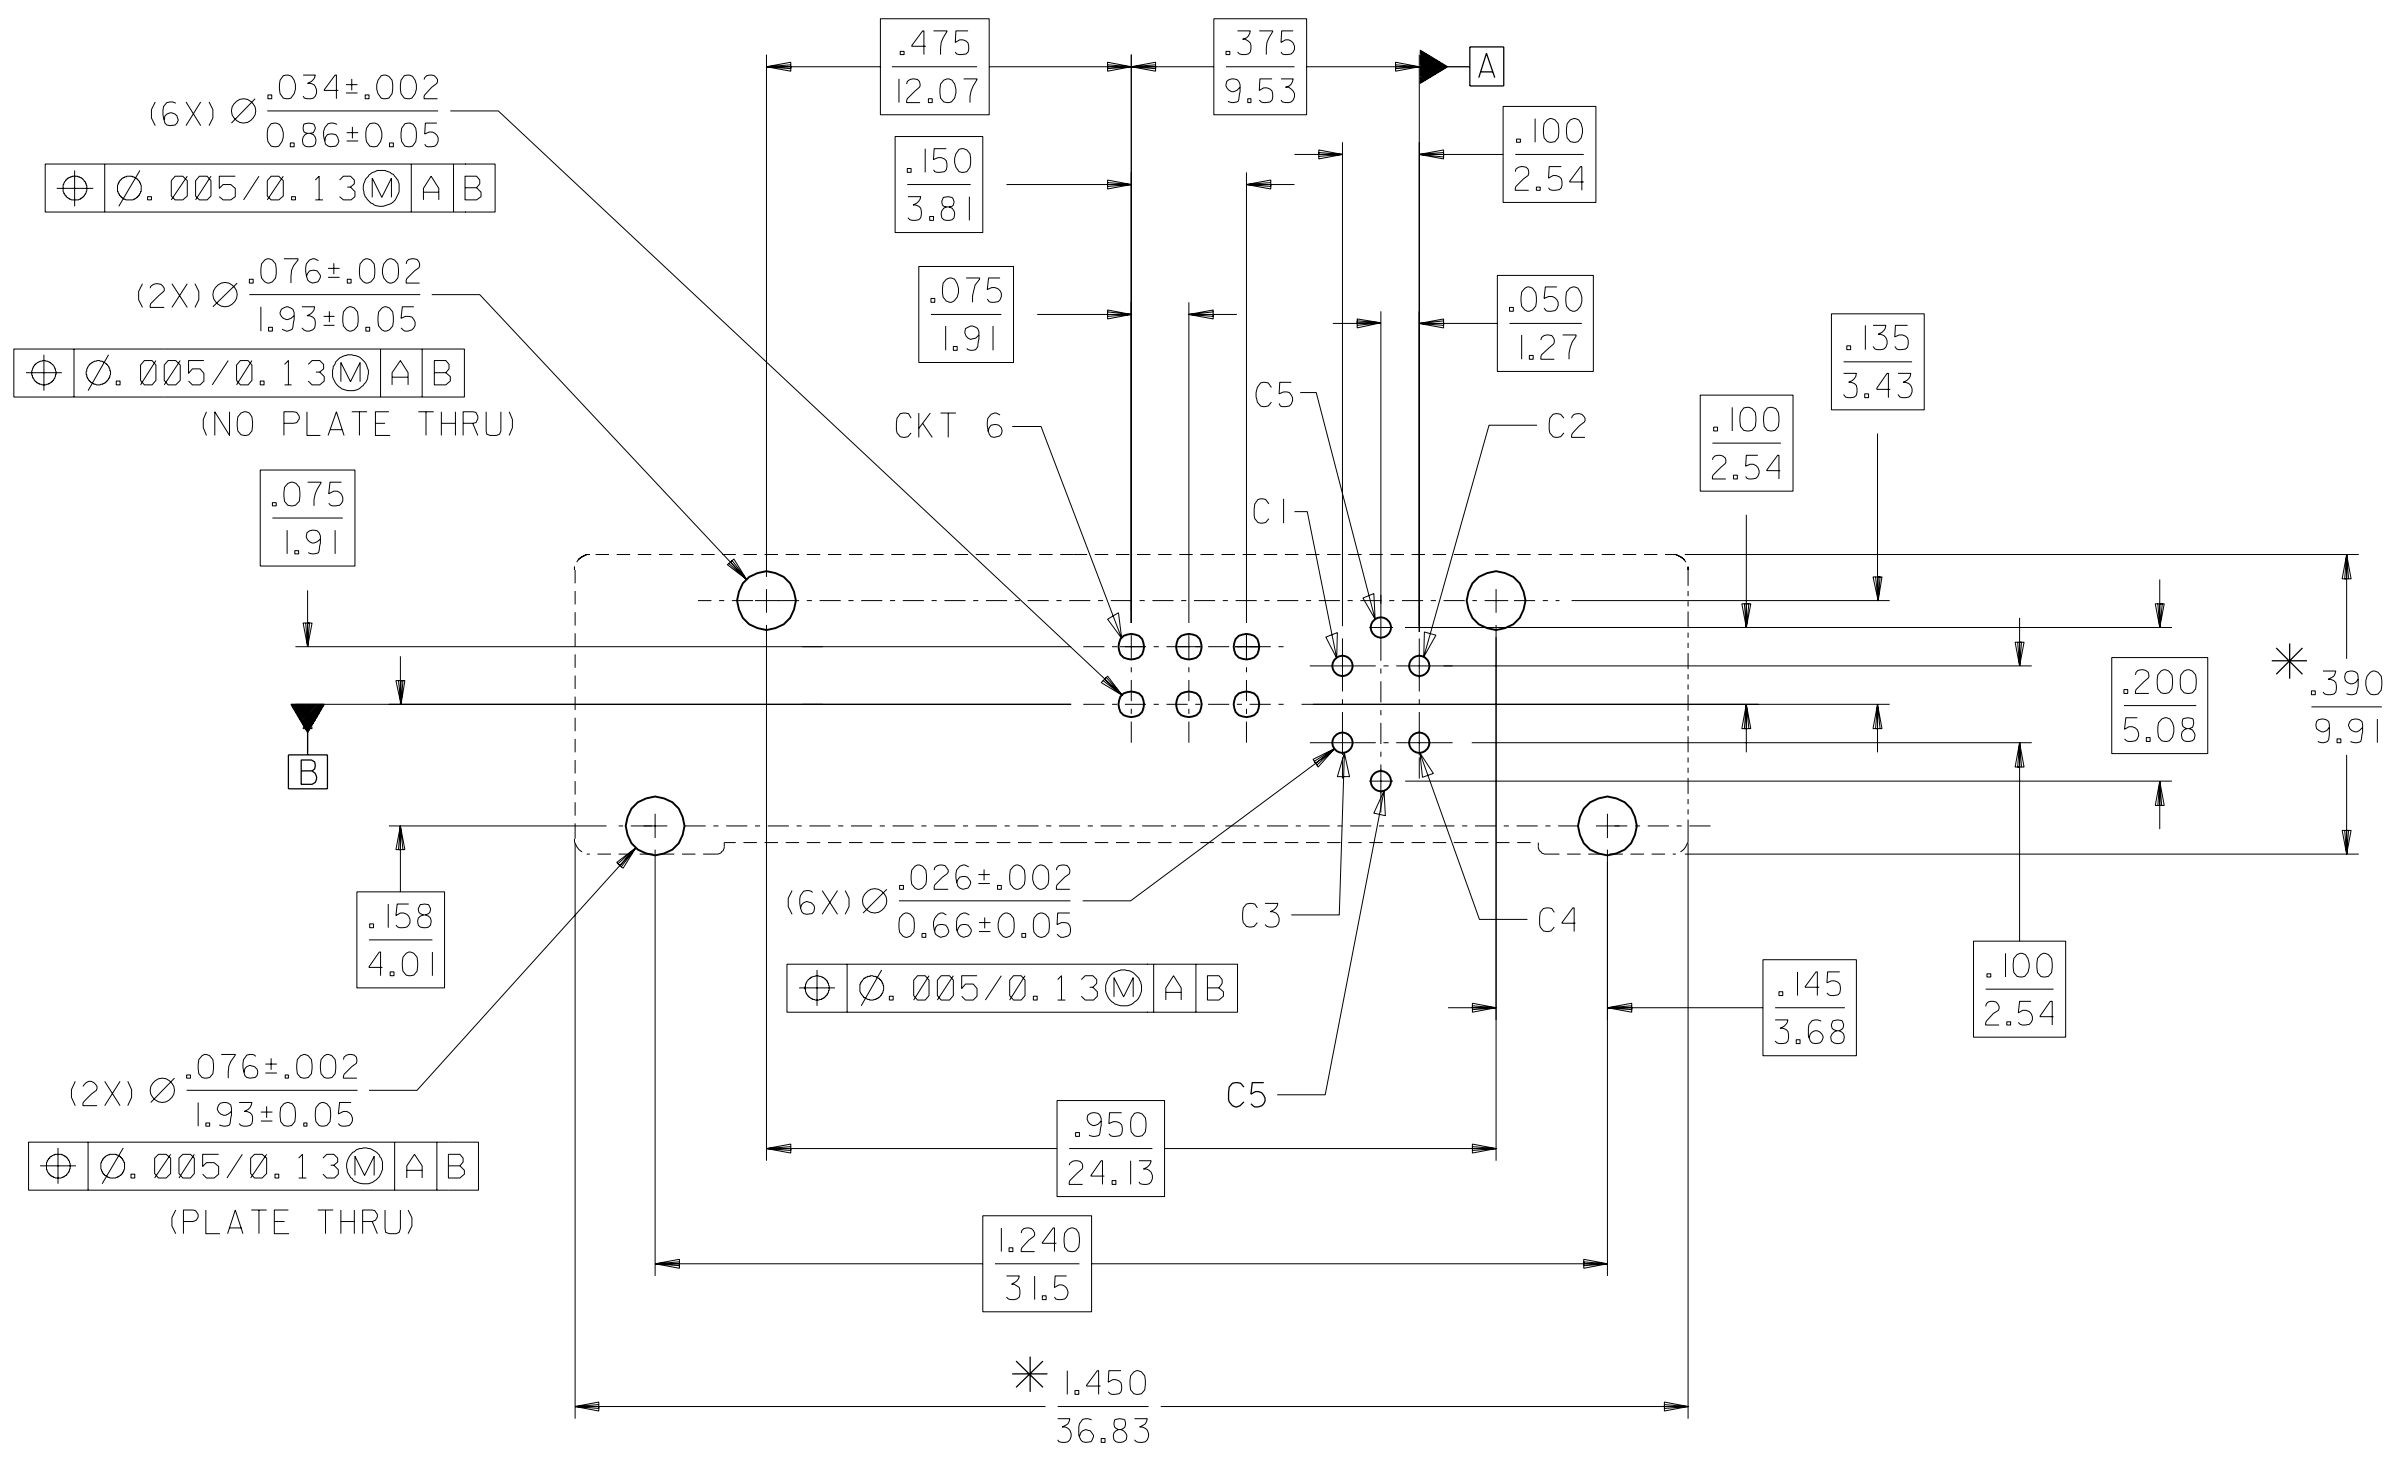 .475
12.07
.375
9.53
A
(6X) Ø .034±.002
0.86±0.05
⌖ Ø.005/0.13Ⓜ A B
.150
3.81
.100
2.54
(2X) Ø .076±.002
1.93±0.05
⌖ Ø.005/0.13Ⓜ A B
(NO PLATE THRU)
.075
1.91
.050
1.27
.135
3.43
C5
CKT 6
C2
.100
2.54
.075
1.91
C1
* .390
9.91
.200
5.08
B
.158
4.01
(6X) Ø .026±.002
0.66±0.05
⌖ Ø.005/0.13Ⓜ A B
C3
C4
.100
2.54
.145
3.68
(2X) Ø .076±.002
1.93±0.05
⌖ Ø.005/0.13Ⓜ A B
(PLATE THRU)
C5
.950
24.13
1.240
31.5
* 1.450
36.83